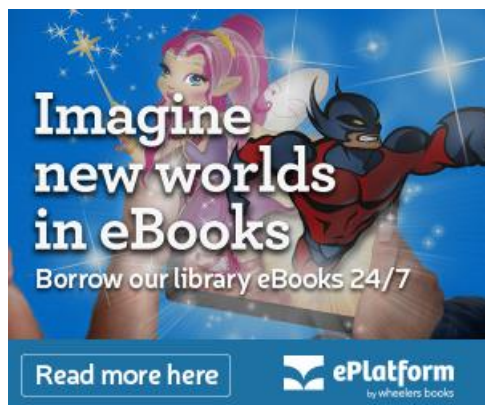 Imagine
new worlds
in eBooks
Borrow our library eBooks 24/7
Read more here
ePlatform
by wheelers books